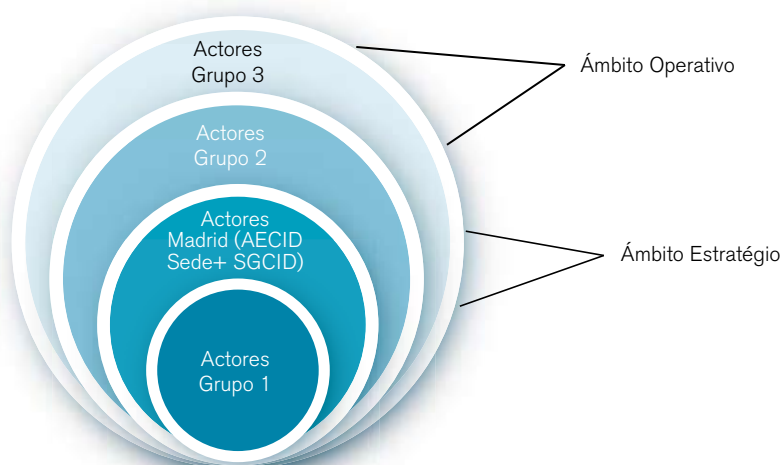 Actores
Grupo 3
Ámbito Operativo
Actores
Grupo 2
Actores
Madrid (AECID
Sede+ SGCID)
Ámbito Estratégio
Actores
Grupo 1